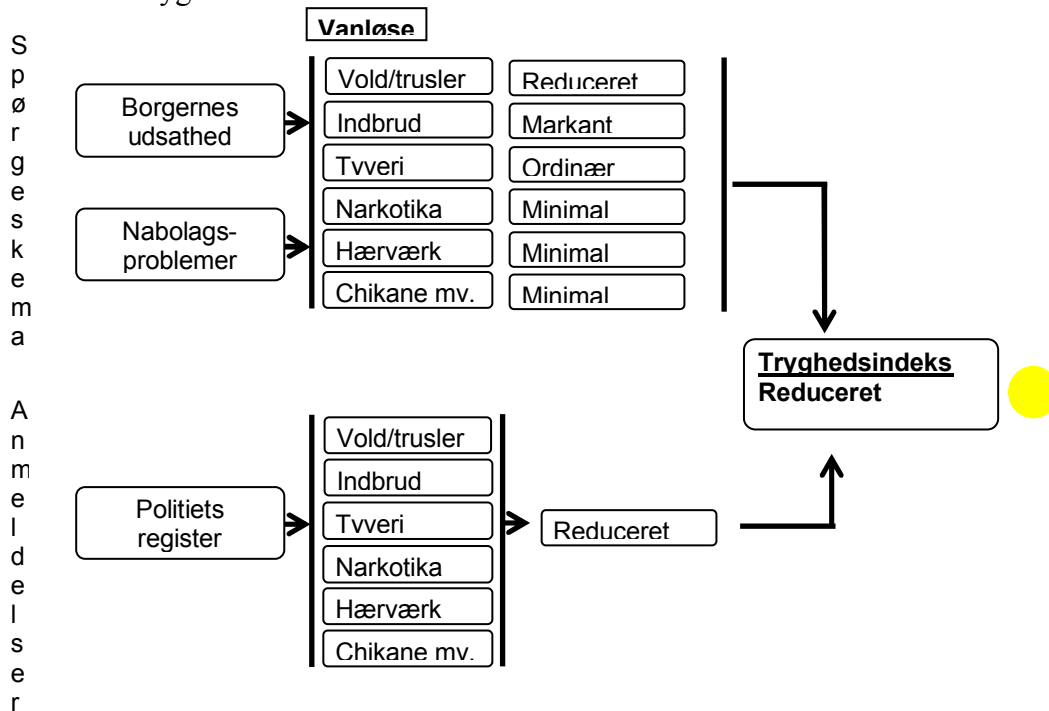 Vanløse
Spørgeskema
Borgernes
udsathed
Nabolags-
problemer
Vold/trusler Reduceret
Indbrud Markant
Tyveri Ordinær
Narkotika Minimal
Hærværk Minimal
Chikane mv. Minimal
Tryghedsindeks
Reduceret
Anmeldelser
Politiets
register
Vold/trusler
Indbrud
Tyveri
Narkotika
Hærværk
Chikane mv.
Reduceret